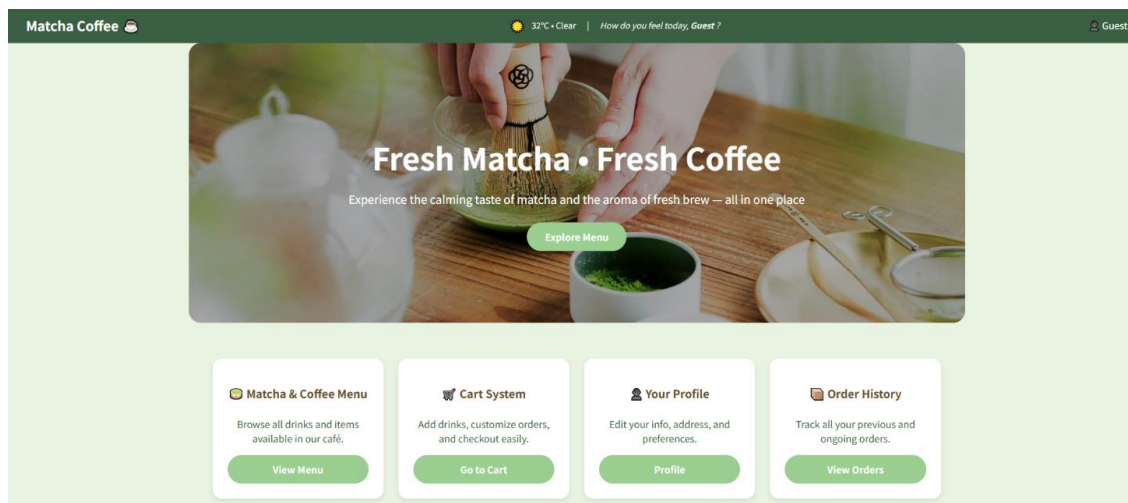 Matcha Coffee
32°C • Clear | How do you feel today, Guest ?
Guest
Fresh Matcha • Fresh Coffee
Experience the calming taste of matcha and the aroma of fresh brew — all in one place
Explore Menu
Matcha & Coffee Menu
Browse all drinks and items
available in our café.
View Menu
Cart System
Add drinks, customize orders,
and checkout easily.
Go to Cart
Your Profile
Edit your info, address, and
preferences.
Profile
Order History
Track all your previous and
ongoing orders.
View Orders